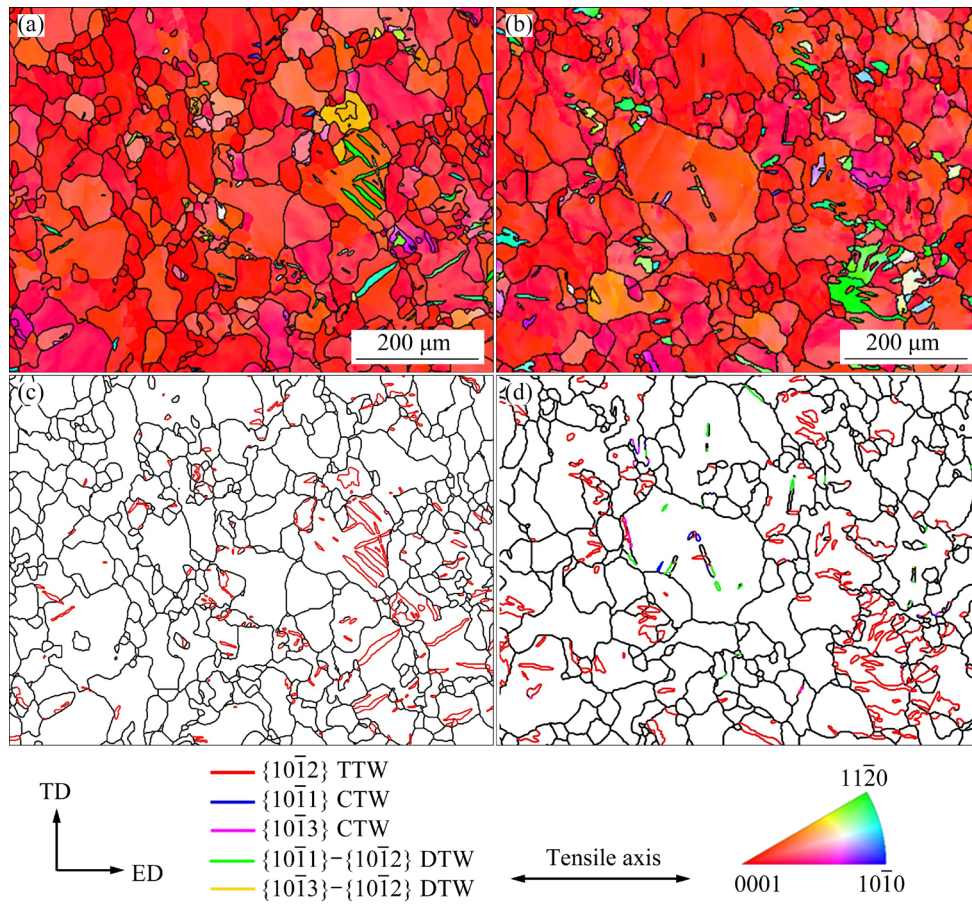 (a)
(b)
200 μm
200 μm
(c)
(d)
TD
ED
{101̄2} TTW
{101̄1} CTW
{101̄3} CTW
{101̄1}−{101̄2} DTW
{101̄3}−{101̄2} DTW
Tensile axis
112̄0
0001
101̄0